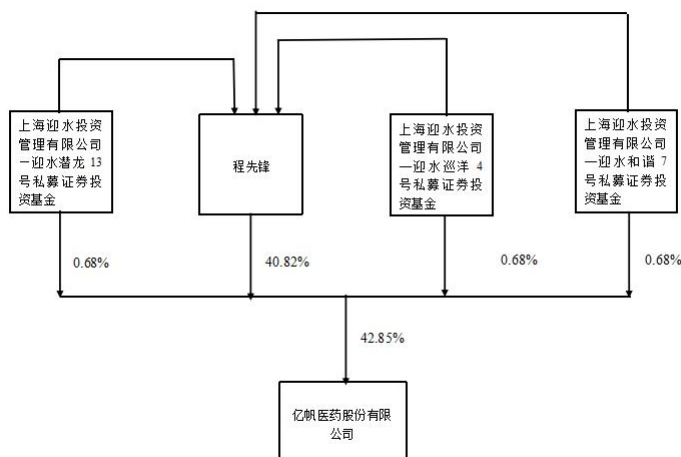 上海迎水投资
管理有限公司
一迎水潜龙 13
号私募证券投
资基金
程先锋
上海迎水投资
管理有限公司
一迎水巡洋 4
号私募证券投
资基金
上海迎水投资
管理有限公司
一迎水和谐 7
号私募证券投
资基金
0.68%
40.82%
0.68%
0.68%
42.85%
亿帆医药股份有限
公司